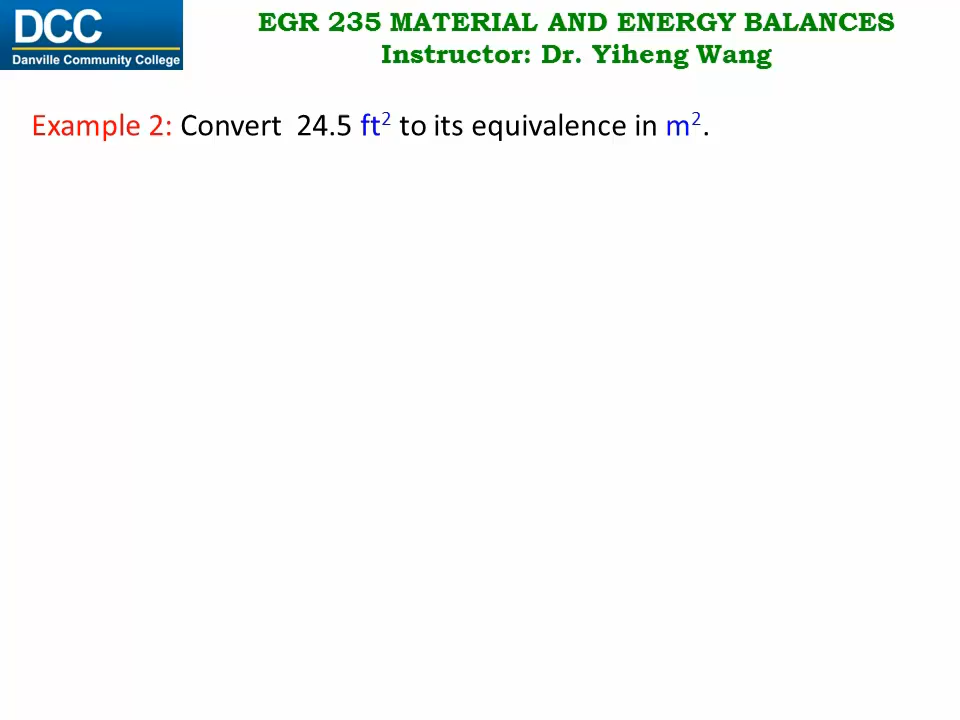 DCC
Danville Community College
EGR 235 MATERIAL AND ENERGY BALANCES
Instructor: Dr. Yiheng Wang
Example 2: Convert  24.5 ft² to its equivalence in m².